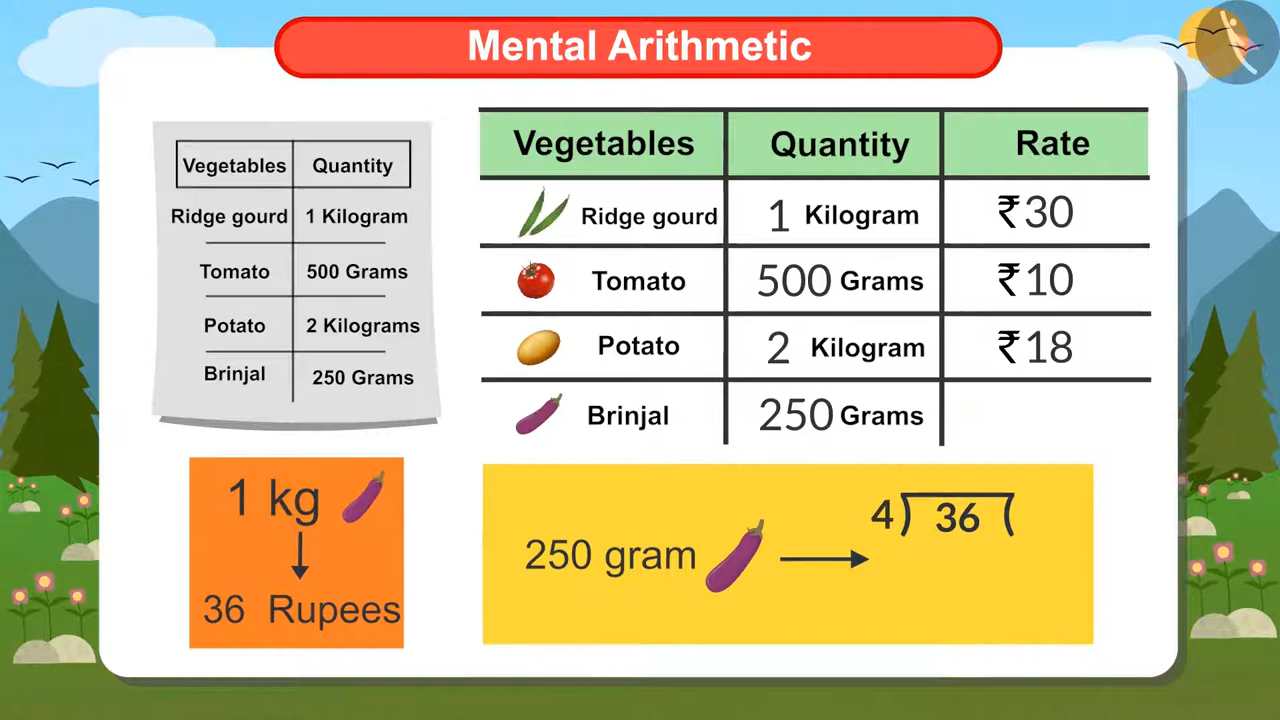 Mental Arithmetic
Vegetables Quantity
Ridge gourd 1 Kilogram
Tomato 500 Grams
Potato 2 Kilograms
Brinjal 250 Grams
Vegetables Quantity Rate
Ridge gourd 1 Kilogram ₹30
Tomato 500 Grams ₹10
Potato 2 Kilogram ₹18
Brinjal 250 Grams
1 kg
36 Rupees
250 gram
4) 36 (